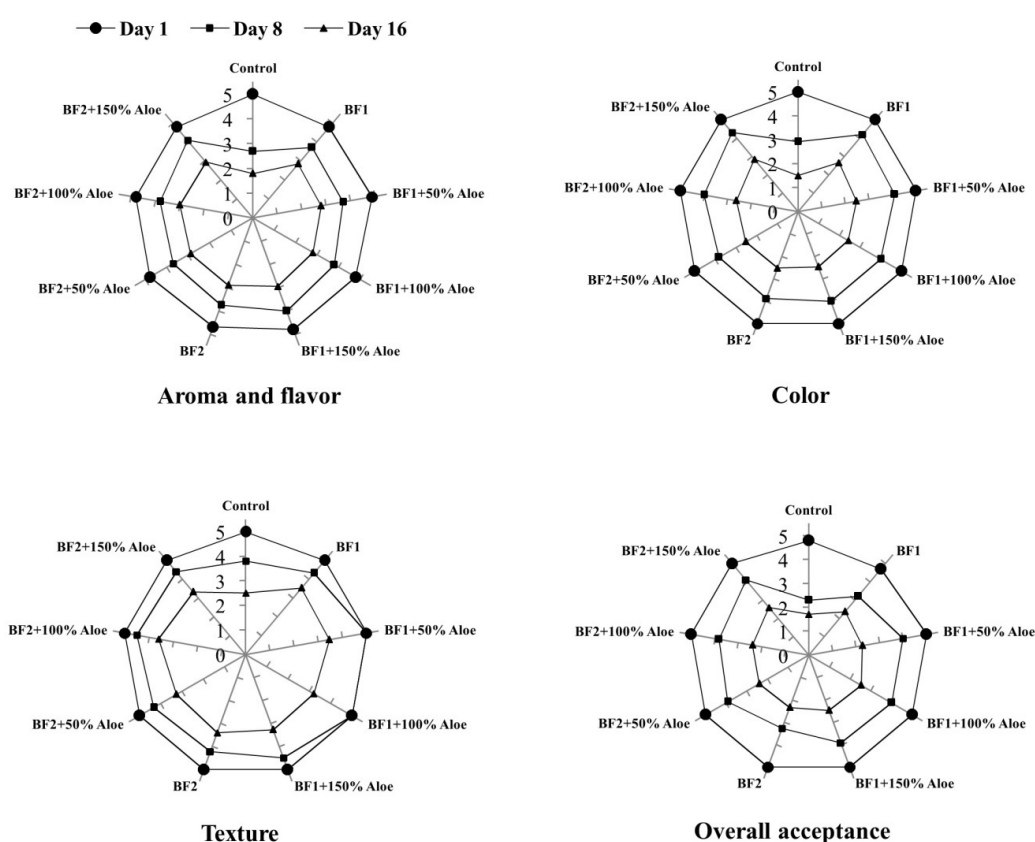 Day 1 Day 8 Day 16
Control
BF2+150% Aloe
BF1
BF2+100% Aloe
BF1+50% Aloe
BF2+50% Aloe
BF1+100% Aloe
BF2
BF1+150% Aloe
5
4
3
2
1
0
Aroma and flavor
Control
BF2+150% Aloe
BF1
BF2+100% Aloe
BF1+50% Aloe
BF2+50% Aloe
BF1+100% Aloe
BF2
BF1+150% Aloe
5
4
3
2
1
0
Color
Control
BF2+150% Aloe
BF1
BF2+100% Aloe
BF1+50% Aloe
BF2+50% Aloe
BF1+100% Aloe
BF2
BF1+150% Aloe
5
4
3
2
1
0
Texture
Control
BF2+150% Aloe
BF1
BF2+100% Aloe
BF1+50% Aloe
BF2+50% Aloe
BF1+100% Aloe
BF2
BF1+150% Aloe
5
4
3
2
1
0
Overall acceptance